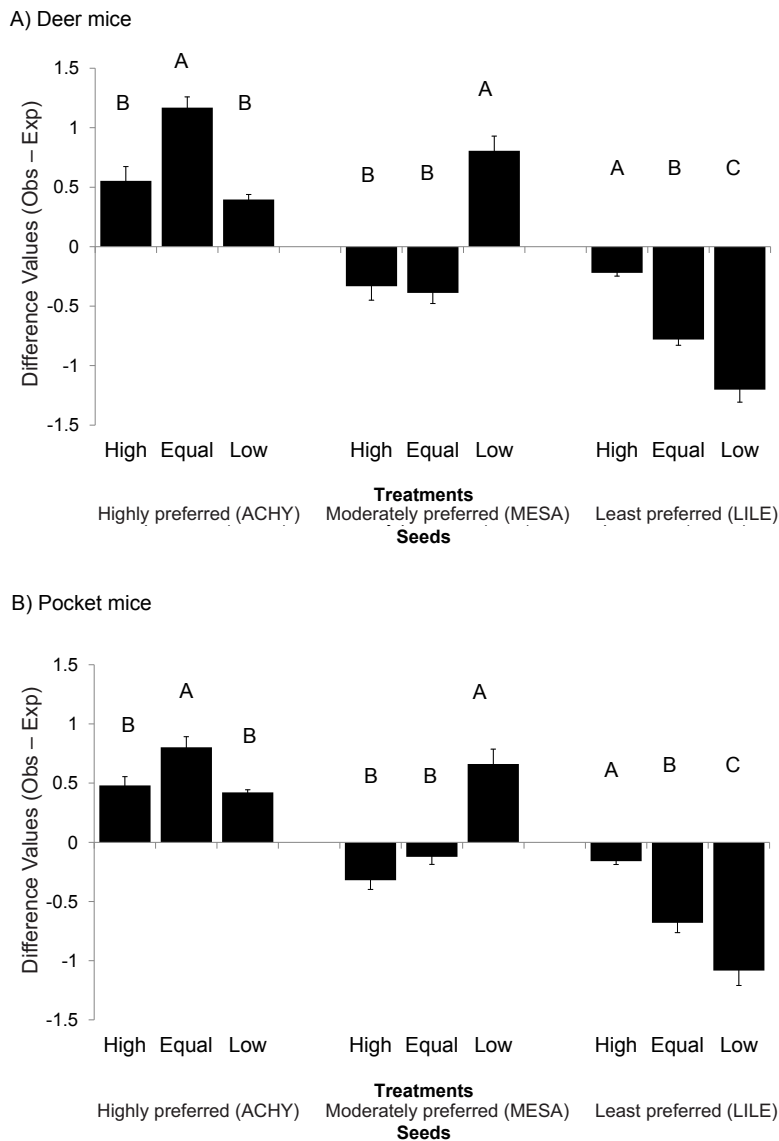 A) Deer mice
Difference Values (Obs – Exp)
1.5
1
0.5
0
-0.5
-1
-1.5
B A B
B B A
A B C
High Equal Low High Equal Low High Equal Low
Treatments
Highly preferred (ACHY) Moderately preferred (MESA) Least preferred (LILE)
Seeds
B) Pocket mice
Difference Values (Obs – Exp)
1.5
1
0.5
0
-0.5
-1
-1.5
B A B
B B A
A B C
High Equal Low High Equal Low High Equal Low
Treatments
Highly preferred (ACHY) Moderately preferred (MESA) Least preferred (LILE)
Seeds